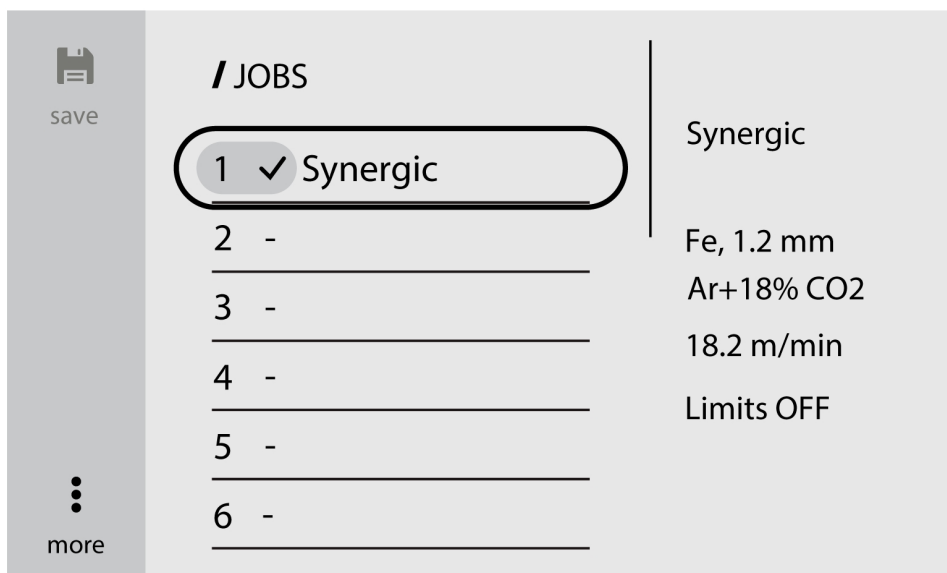 save
/ JOBS
1 ✓ Synergic
2 -
3 -
4 -
5 -
6 -
more
Synergic
Fe, 1.2 mm
Ar+18% CO2
18.2 m/min
Limits OFF